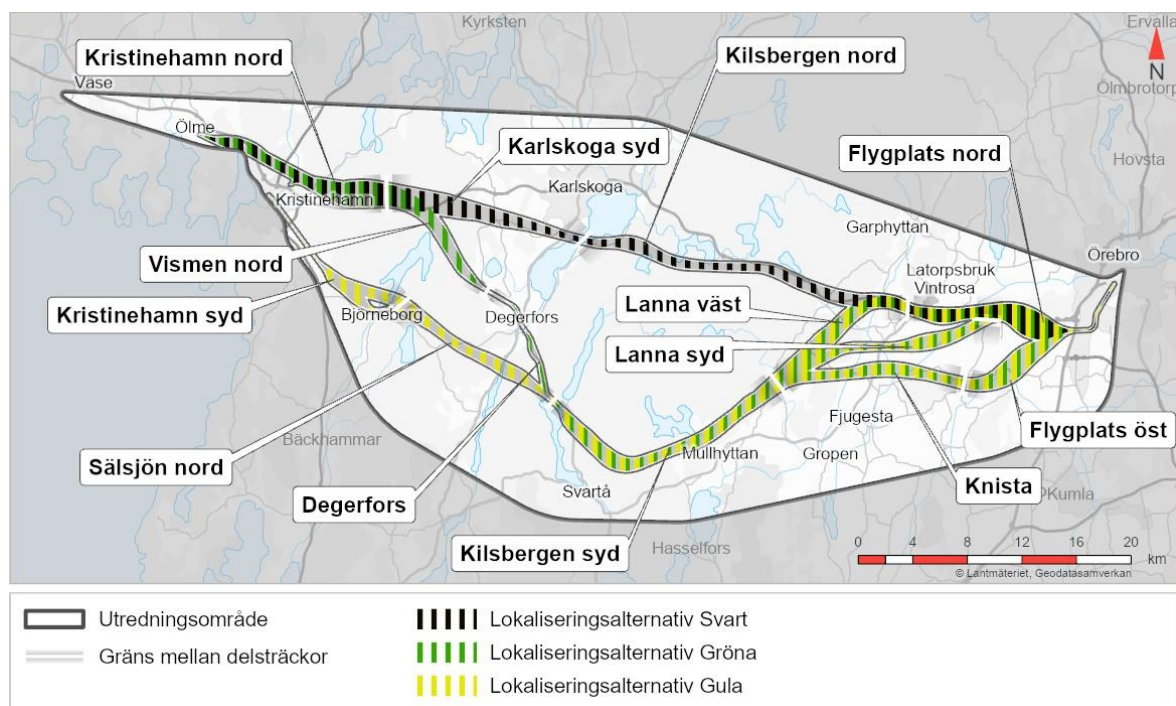 Kyrksten
Ervalla
Kristinehamn nord
Kilsbergen nord
N
Väse
Ölmbrotorp
Ölme
Karlskoga syd
Flygplats nord
Hovsta
Karlskoga
Kristinehamn
Garphyttan
Örebro
Vismen nord
Latorpsbruk
Vintrosa
Kristinehamn syd
Lanna väst
Björneborg
Degerfors
Lanna syd
Fjugesta
Flygplats öst
Bäckhammar
Sälsjön nord
Mullhyttan
Gropen
Knista
Degerfors
Svartå
Kumla
Kilsbergen syd
Hasselfors
0 4 8 12 16 20
km
© Lantmäteriet, Geodatasamverkan
Utredningsområde
Gräns mellan delsträckor
Lokaliseringsalternativ Svart
Lokaliseringsalternativ Gröna
Lokaliseringsalternativ Gula